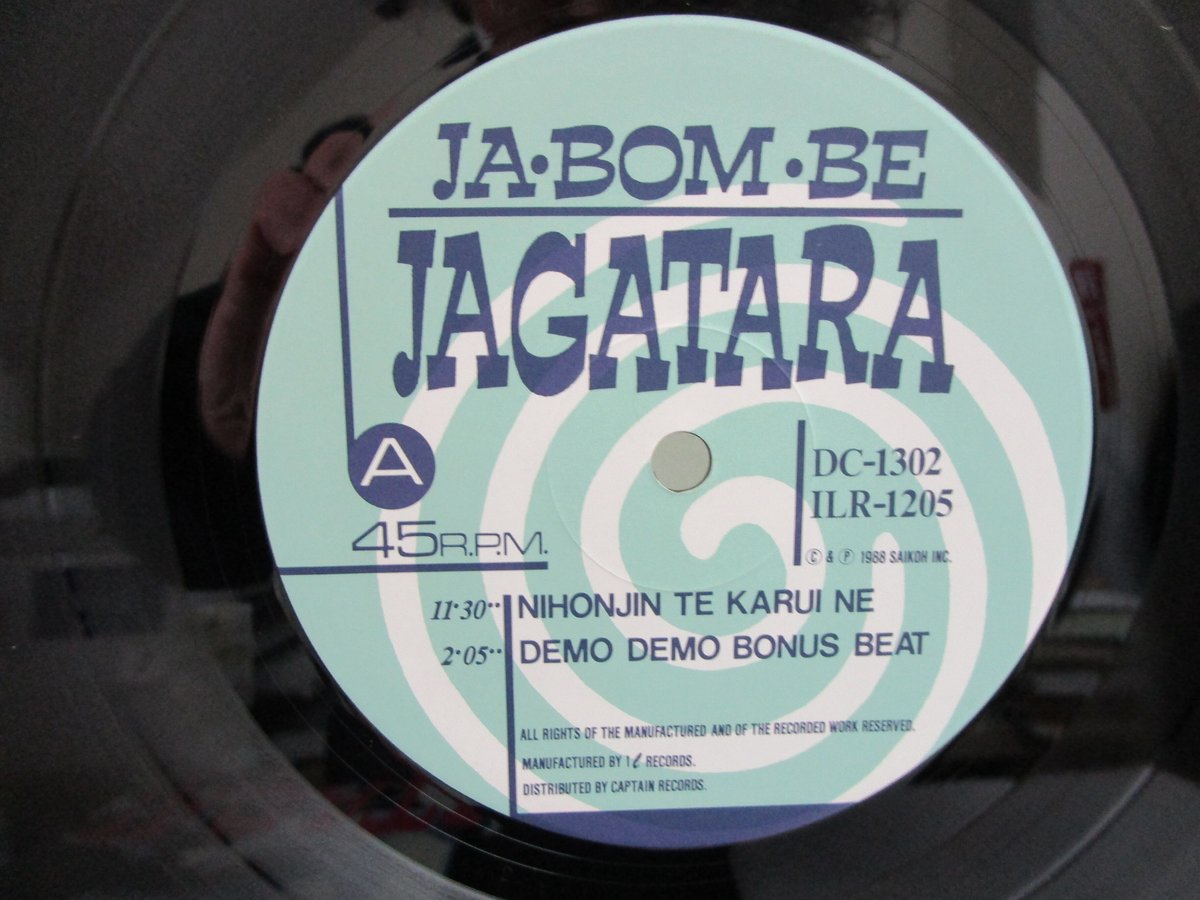 JA•BOM•BE
JAGATARA
A
45R.P.M.
DC-1302
ILR-1205
Ⓒ & Ⓟ 1988 SAIKOH INC.
11•30•• NIHONJIN TE KARUI NE
2•05•• DEMO DEMO BONUS BEAT
ALL RIGHTS OF THE MANUFACTURED AND OF THE RECORDED WORK RESERVED.
MANUFACTURED BY 1ℓ RECORDS.
DISTRIBUTED BY CAPTAIN RECORDS.